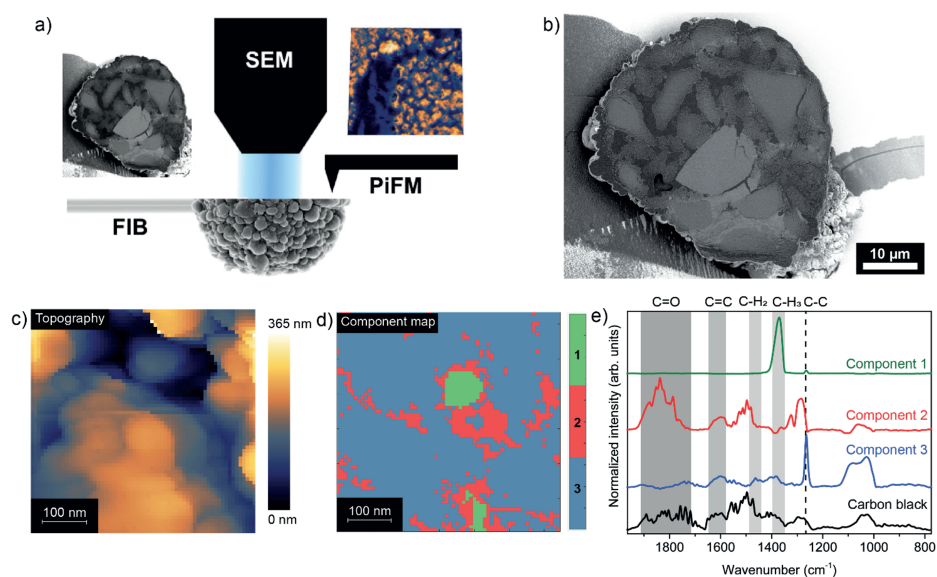 a)
SEM
PiFM
FIB
b)
10 µm
c)
Topography
365 nm
0 nm
100 nm
d)
Component map
1
2
3
100 nm
e)
C=O
C=C
C-H₂
C-H₃
C-C
Component 1
Component 2
Component 3
Carbon black
Normalized intensity (arb. units)
1800
1600
1400
1200
1000
800
Wavenumber (cm⁻¹)